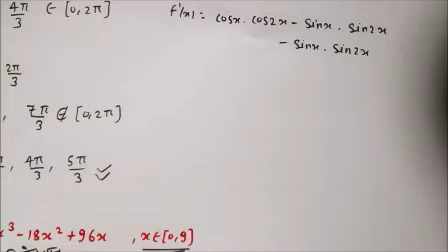 4π/3 ∈ [0,2π]
f'(x) = cosx. cos2x - sinx. sin2x
- sinx. sin2x
2π/3
, 7π/3 ∉ [0,2π]
, 4π/3, 5π/3
x³ - 18x² + 96x , x∈[0,9]